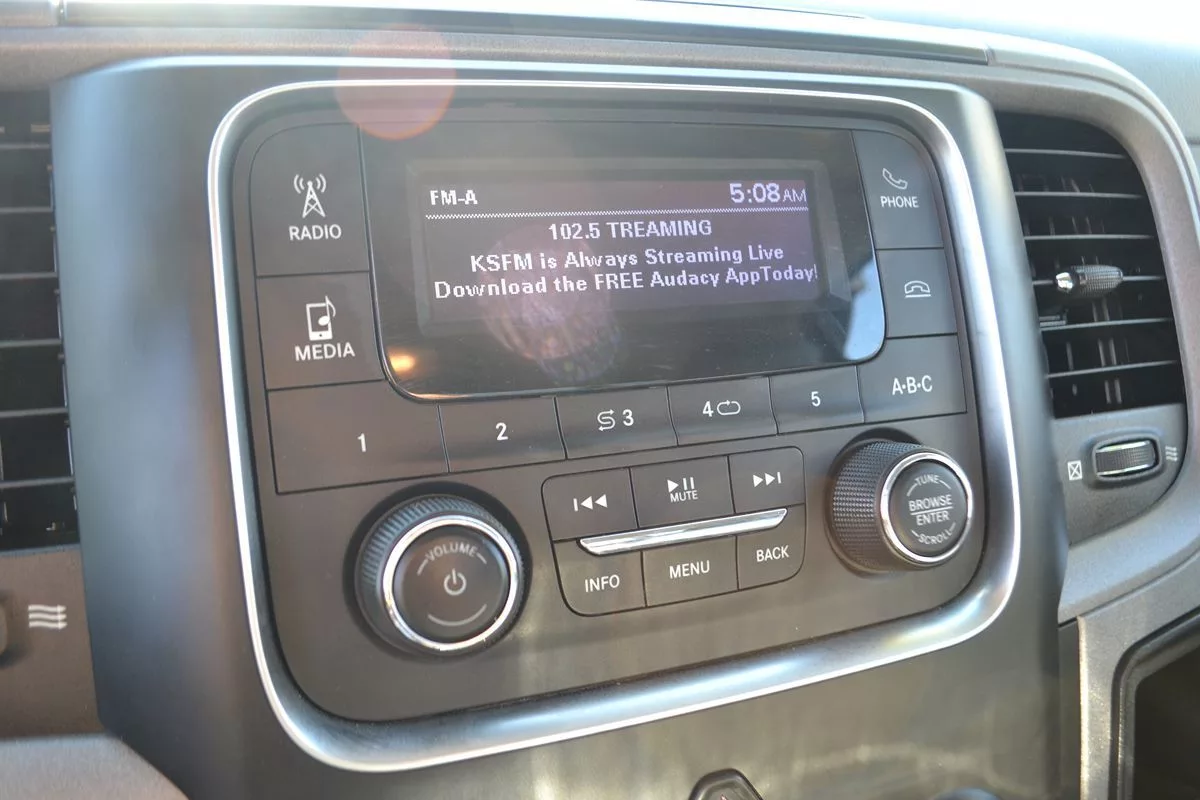 FM-A 5:08AM
102.5 TREAMING
KSFM is Always Streaming Live
Download the FREE Audacy AppToday!
RADIO
MEDIA
PHONE
1 2 3 4 5 A·B·C
MUTE
INFO MENU BACK
VOLUME
TUNE
BROWSE
ENTER
SCROLL